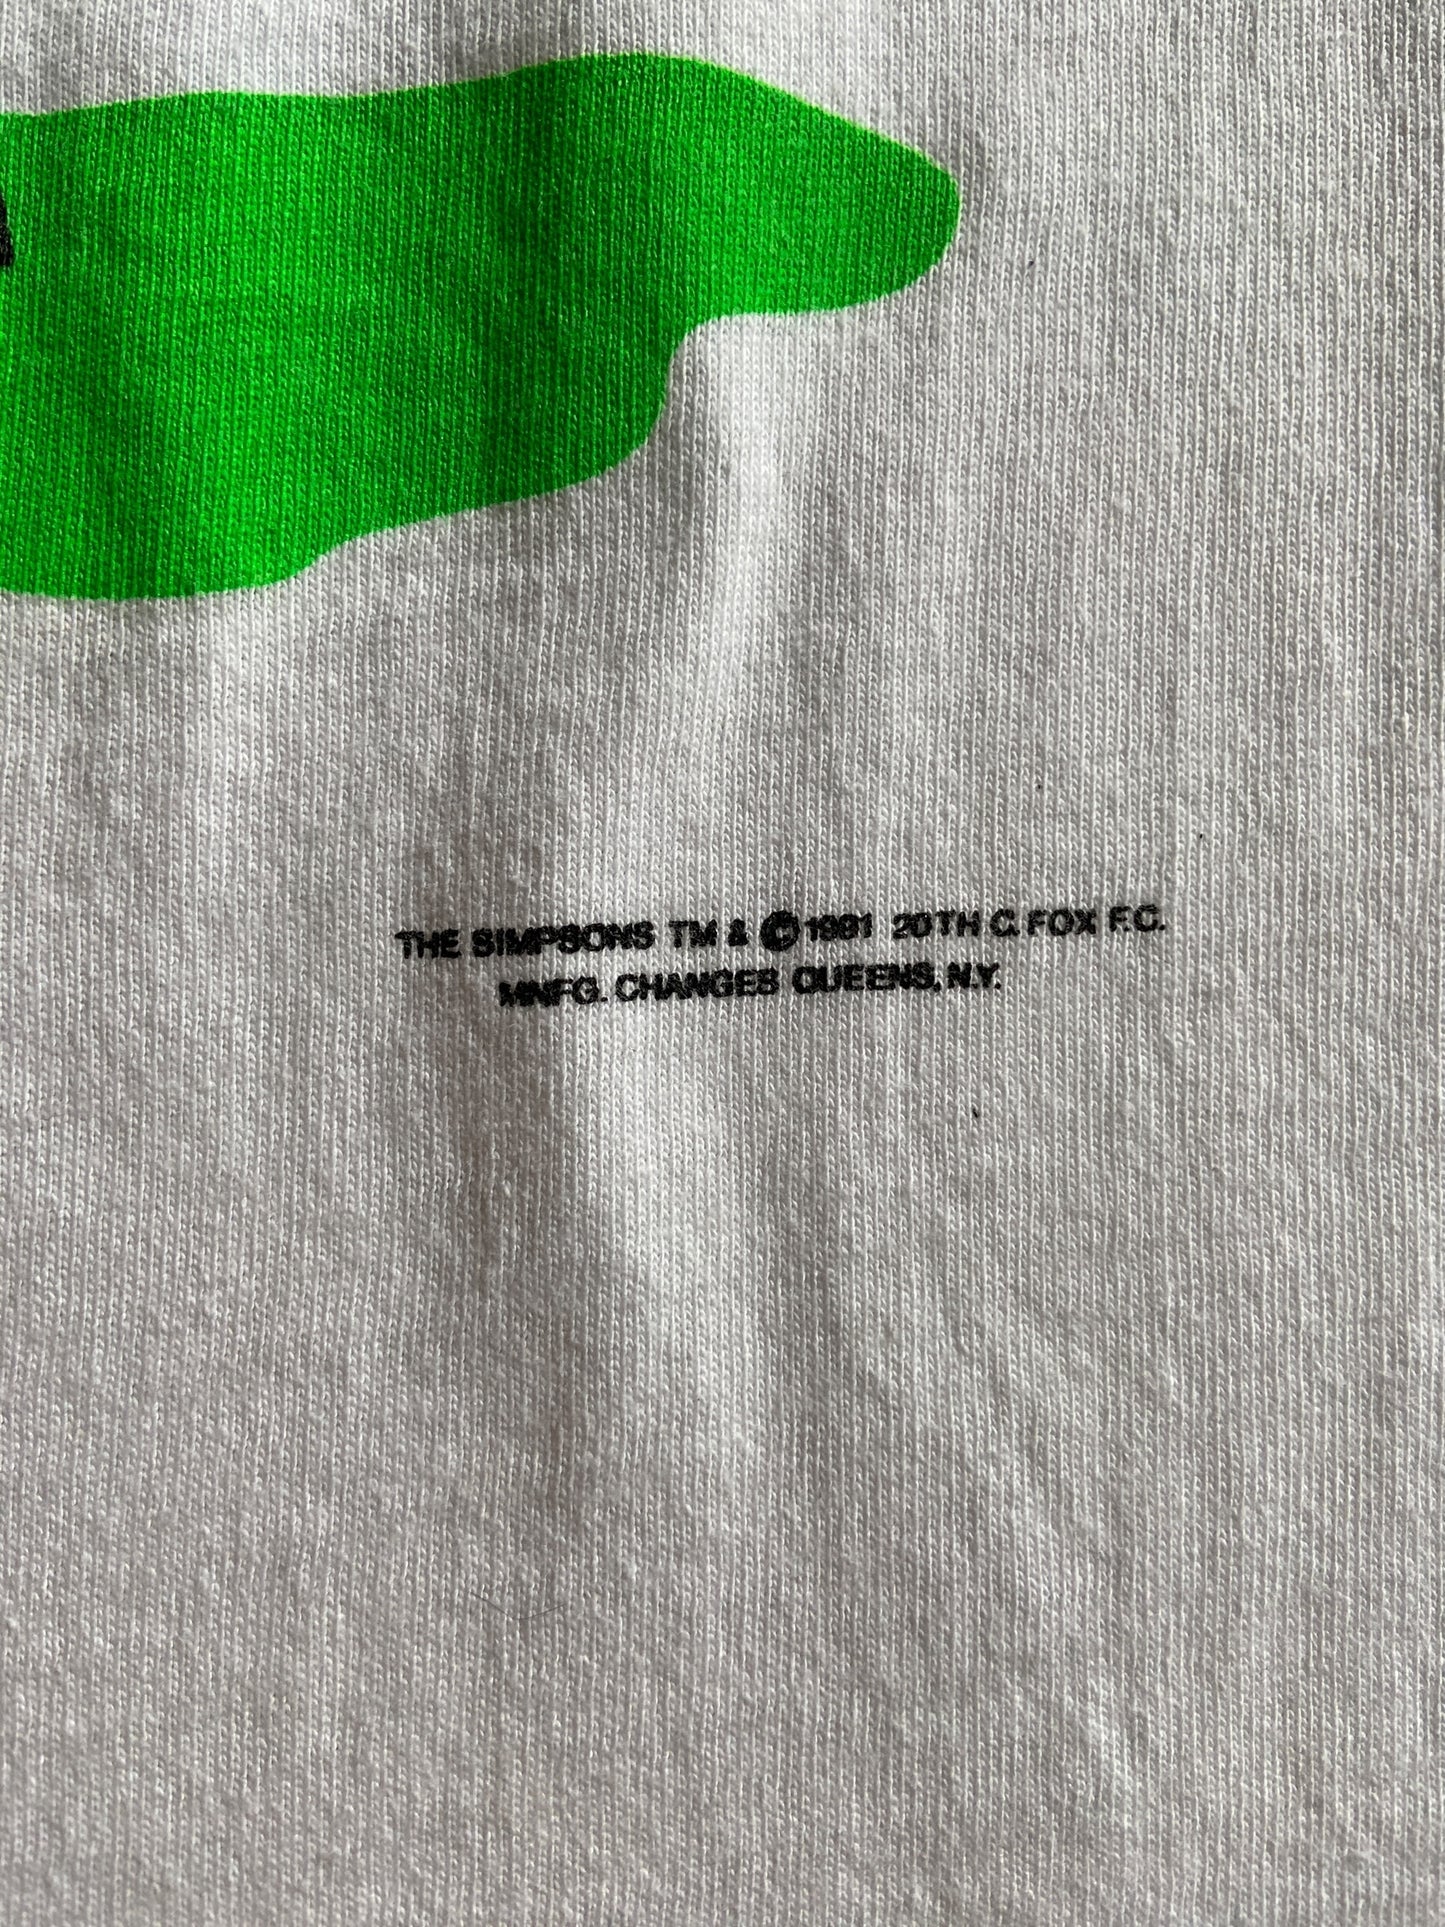 THE SIMPSONS TM & © 1991 20TH C. FOX F.C.
MNFG. CHANGES QUEENS, N.Y.